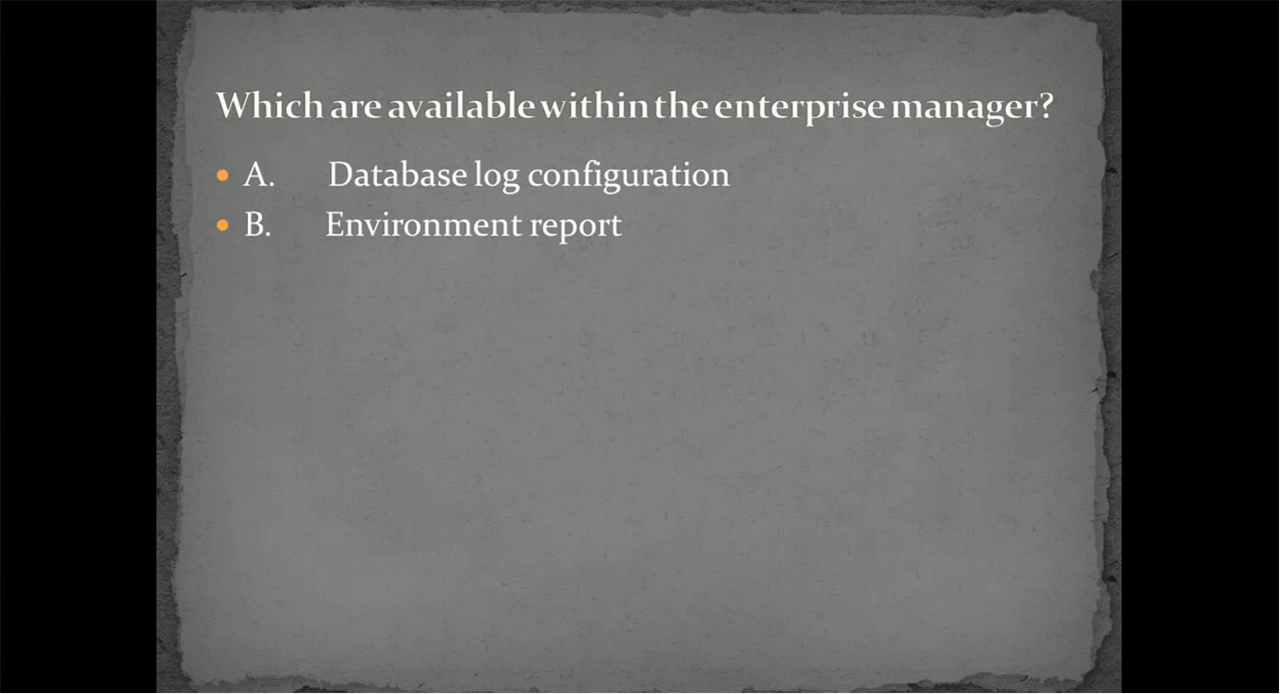 Which are available within the enterprise manager?
A. Database log configuration
B. Environment report